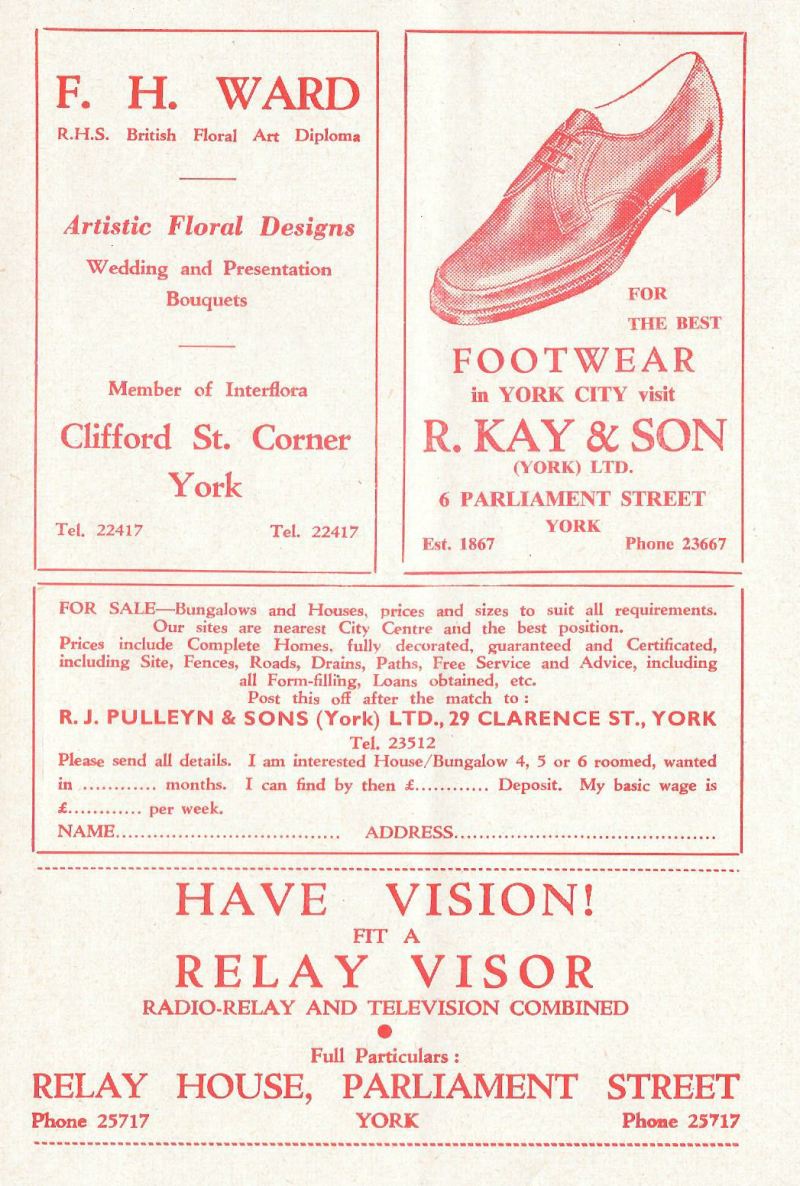 F. H. WARD
R.H.S. British Floral Art Diploma
Artistic Floral Designs
Wedding and Presentation
Bouquets
Member of Interflora
Clifford St. Corner
York
Tel. 22417 Tel. 22417
FOR
THE BEST
FOOTWEAR
in YORK CITY visit
R. KAY & SON
(YORK) LTD.
6 PARLIAMENT STREET
YORK
Est. 1867 Phone 23667
FOR SALE—Bungalows and Houses, prices and sizes to suit all requirements.
Our sites are nearest City Centre and the best position.
Prices include Complete Homes, fully decorated, guaranteed and Certificated,
including Site, Fences, Roads, Drains, Paths, Free Service and Advice, including
all Form-filling, Loans obtained, etc.
Post this off after the match to :
R. J. PULLEYN & SONS (York) LTD., 29 CLARENCE ST., YORK
Tel. 23512
Please send all details. I am interested House/Bungalow 4, 5 or 6 roomed, wanted
in ............ months. I can find by then £............ Deposit. My basic wage is
£............ per week.
NAME.................................... ADDRESS..........................................
HAVE VISION!
FIT A
RELAY VISOR
RADIO-RELAY AND TELEVISION COMBINED
Full Particulars :
RELAY HOUSE, PARLIAMENT STREET
Phone 25717 YORK Phone 25717